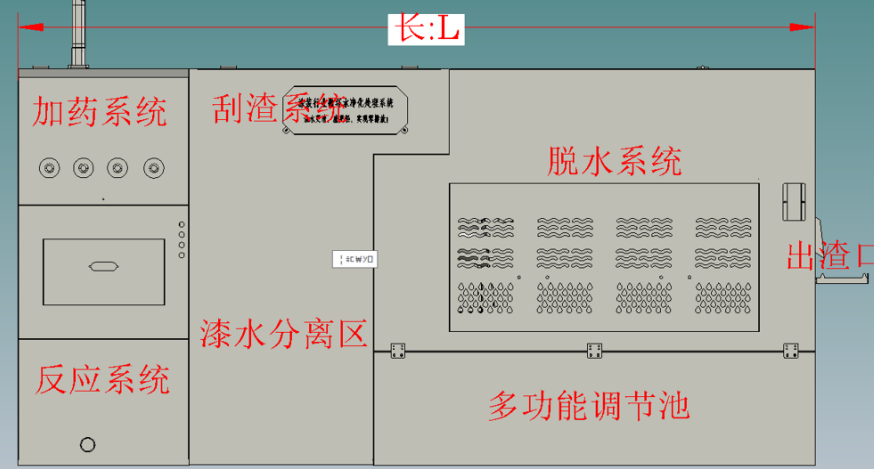 长:L
加药系统
刮渣系统
脱水系统
出渣口
漆水分离区
反应系统
多功能调节池